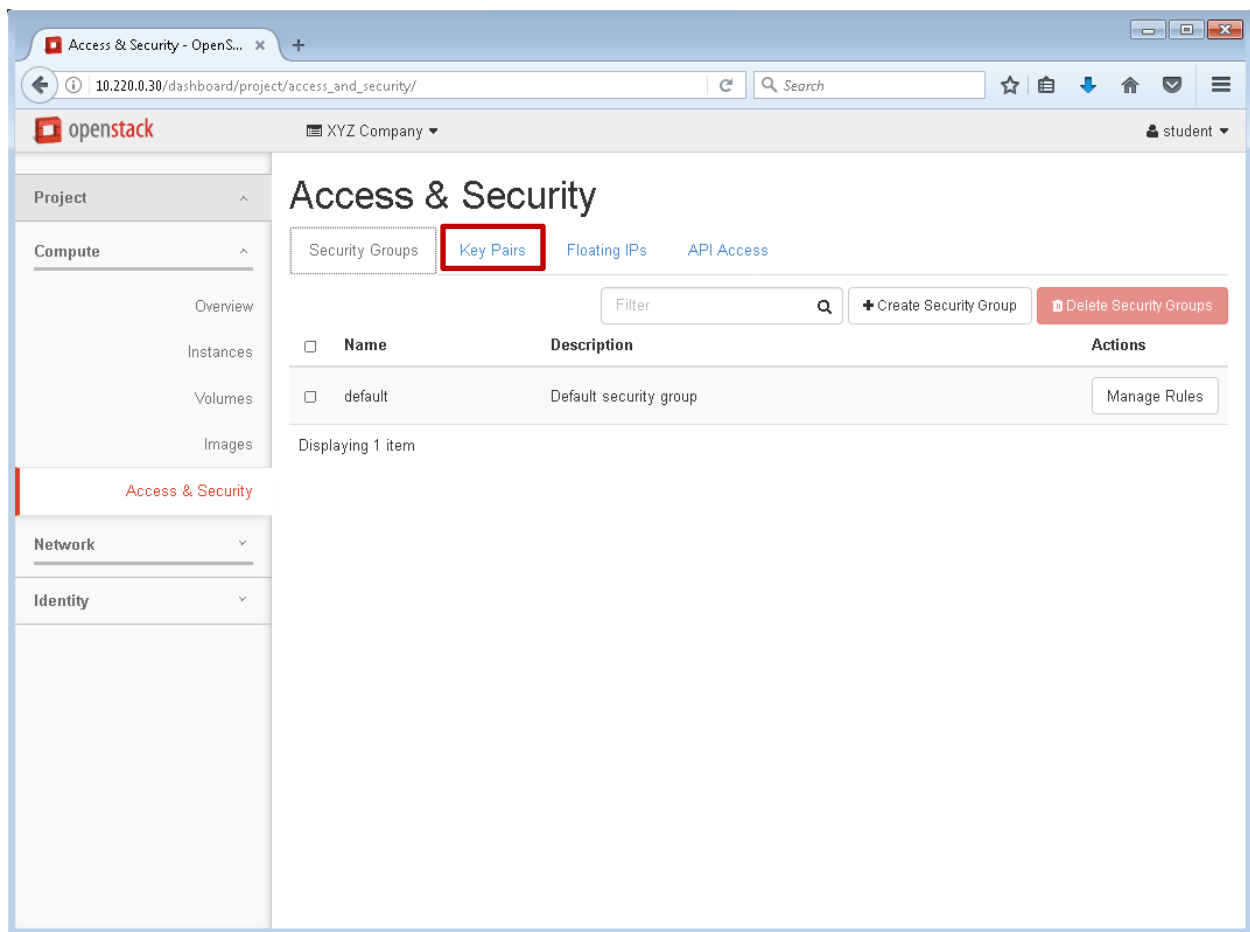 Access & Security - OpenS...
10.220.0.30/dashboard/project/access_and_security/
Search
openstack
XYZ Company
student
Project
Compute
Overview
Instances
Volumes
Images
Access & Security
Network
Identity
Access & Security
Security Groups Key Pairs Floating IPs API Access
Filter + Create Security Group Delete Security Groups
Name Description Actions
default Default security group Manage Rules
Displaying 1 item